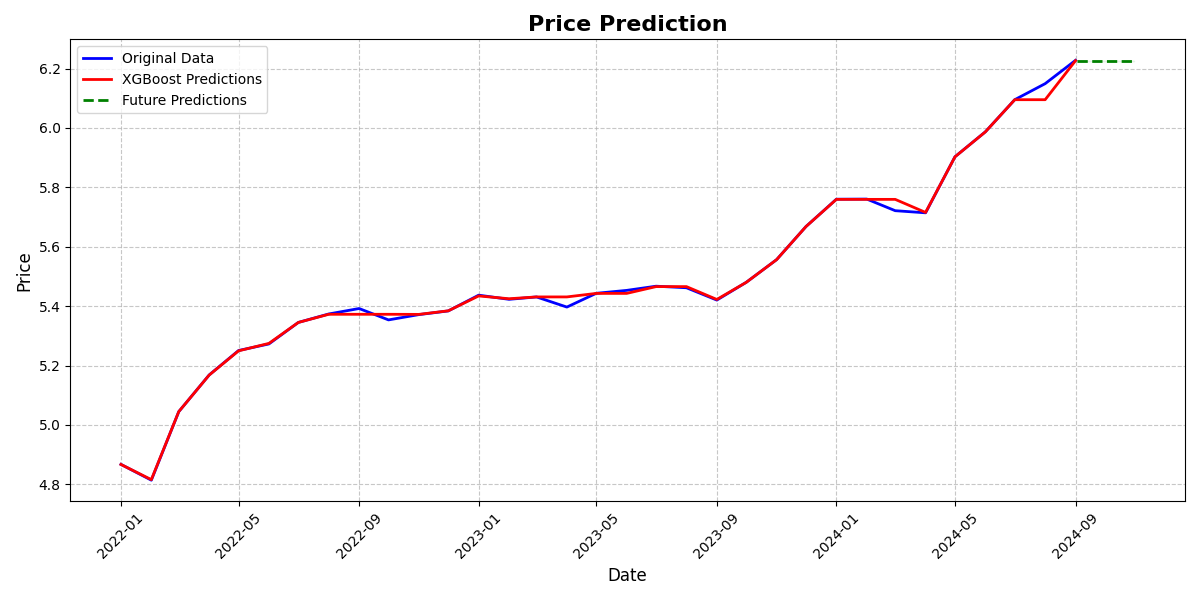 Price Prediction
Original Data
XGBoost Predictions
Future Predictions
6.2
6.0
5.8
5.6
5.4
5.2
5.0
4.8
Price
2022-01
2022-05
2022-09
2023-01
2023-05
2023-09
2024-01
2024-05
2024-09
Date